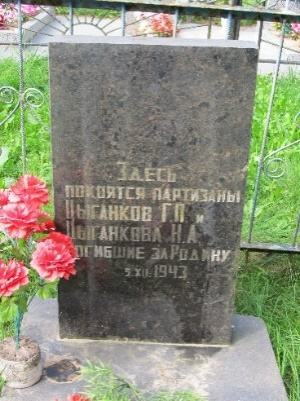 Здесь
покоятся партизаны
Цыганков Г.П. и
Цыганкова Н.А.
погибшие за Родину
5.XII.1943